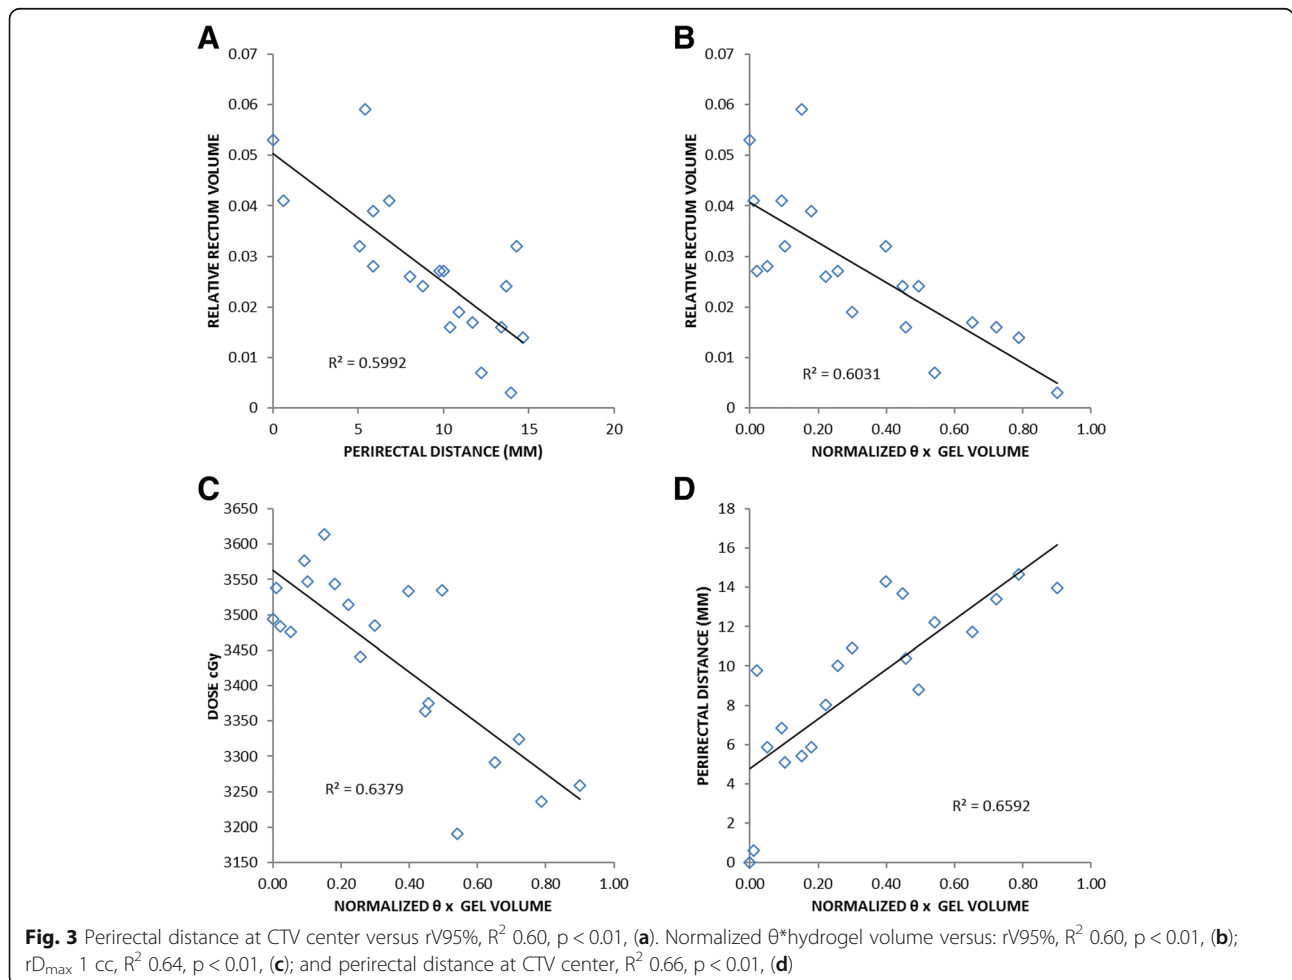 A
0.07
0.06
0.05
0.04
0.03
0.02
0.01
0
RELATIVE RECTUM VOLUME
R² = 0.5992
0 5 10 15 20
PERIRECTAL DISTANCE (MM)
B
0.07
0.06
0.05
0.04
0.03
0.02
0.01
0
RELATIVE RECTUM VOLUME
R² = 0.6031
0.00 0.20 0.40 0.60 0.80 1.00
NORMALIZED θ x GEL VOLUME
C
3650
3600
3550
3500
3450
3400
3350
3300
3250
3200
3150
DOSE cGy
R² = 0.6379
0.00 0.20 0.40 0.60 0.80 1.00
NORMALIZED θ x GEL VOLUME
D
18
16
14
12
10
8
6
4
2
0
PERIRECTAL DISTANCE (MM)
R² = 0.6592
0.00 0.20 0.40 0.60 0.80 1.00
NORMALIZED θ x GEL VOLUME
Fig. 3 Perirectal distance at CTV center versus rV95%, R² 0.60, p < 0.01, (a). Normalized θ*hydrogel volume versus: rV95%, R² 0.60, p < 0.01, (b);
rDmax 1 cc, R² 0.64, p < 0.01, (c); and perirectal distance at CTV center, R² 0.66, p < 0.01, (d)